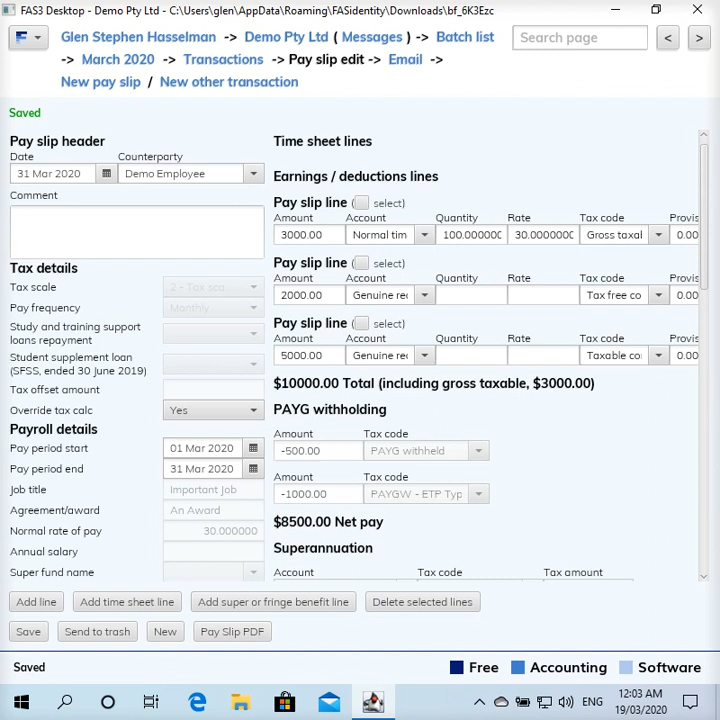 FAS3 Desktop - Demo Pty Ltd - C:\Users\glen\AppData\Roaming\FASidentity\Downloads\bf_6K3Ezc
Glen Stephen Hasselman -> Demo Pty Ltd ( Messages ) -> Batch list
-> March 2020 -> Transactions -> Pay slip edit -> Email ->
New pay slip / New other transaction
Search page
< >
Saved
Pay slip header
Date Counterparty
31 Mar 2020 Demo Employee
Comment
Tax details
Tax scale 2 - Tax sca...
Pay frequency Monthly
Study and training support
loans repayment
Student supplement loan
(SFSS, ended 30 June 2019)
Tax offset amount
Override tax calc Yes
Payroll details
Pay period start 01 Mar 2020
Pay period end 31 Mar 2020
Job title Important Job
Agreement/award An Award
Normal rate of pay 30.000000
Annual salary
Super fund name
Time sheet lines
Earnings / deductions lines
Pay slip line ( select)
Amount Account Quantity Rate Tax code Provis
3000.00 Normal tim 100.000000 30.000000 Gross taxal 0.00
Pay slip line ( select)
Amount Account Quantity Rate Tax code Provis
2000.00 Genuine rec Tax free co 0.00
Pay slip line ( select)
Amount Account Quantity Rate Tax code Provis
5000.00 Genuine rec Taxable co 0.00
$10000.00 Total (including gross taxable, $3000.00)
PAYG withholding
Amount Tax code
-500.00 PAYG withheld
Amount Tax code
-1000.00 PAYGW - ETP Typ
$8500.00 Net pay
Superannuation
Account Tax code Tax amount
Add line Add time sheet line Add super or fringe benefit line Delete selected lines
Save Send to trash New Pay Slip PDF
Saved
Free Accounting Software
ENG
12:03 AM
19/03/2020